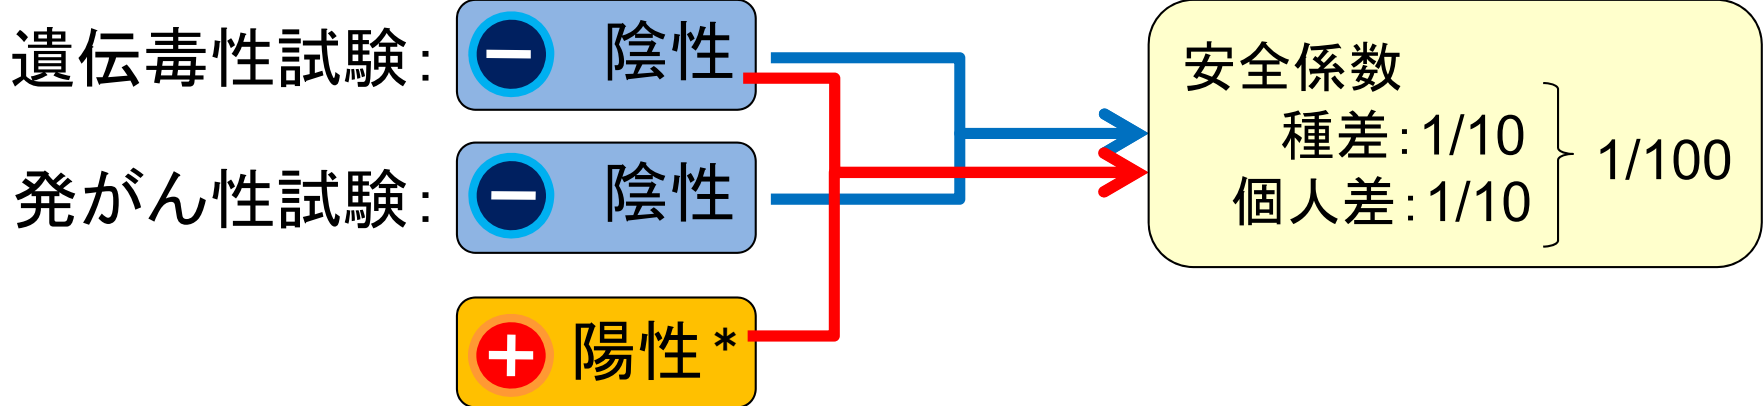 遺伝毒性試験: 陰性
発がん性試験: 陰性
陽性*
安全係数
種差:1/10
個人差:1/10
1/100